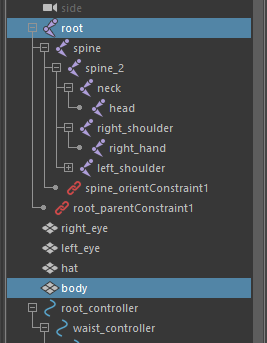 side
root
spine
spine_2
neck
head
right_shoulder
right_hand
left_shoulder
spine_orientConstraint1
root_parentConstraint1
right_eye
left_eye
hat
body
root_controller
waist_controller